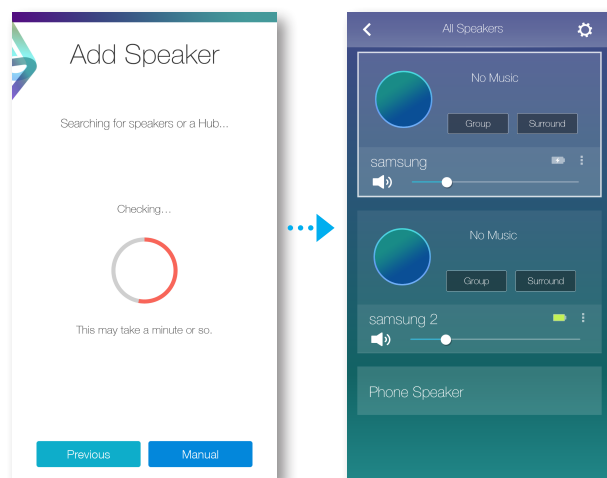 Add Speaker
Searching for speakers or a Hub...
Checking...
This may take a minute or so.
Previous
Manual
All Speakers
No Music
Group
Surround
samsung
No Music
Group
Surround
samsung 2
Phone Speaker